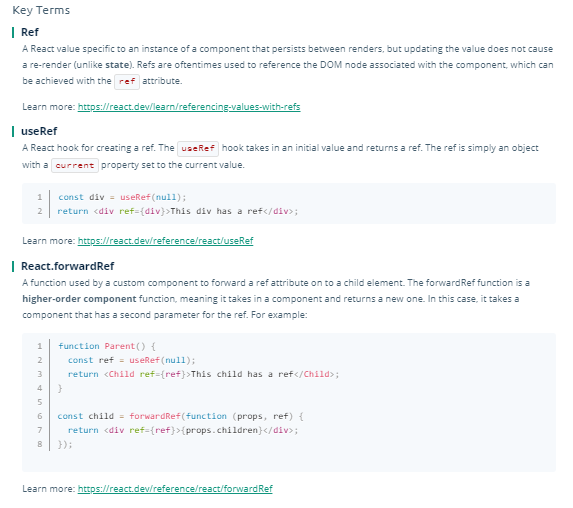 Key Terms
Ref
A React value specific to an instance of a component that persists between renders, but updating the value does not cause
a re-render (unlike state). Refs are oftentimes used to reference the DOM node associated with the component, which can
be achieved with the ref attribute.
Learn more: https://react.dev/learn/referencing-values-with-refs
useRef
A React hook for creating a ref. The useRef hook takes in an initial value and returns a ref. The ref is simply an object
with a current property set to the current value.
1 const div = useRef(null);
2 return <div ref={div}>This div has a ref</div>;
Learn more: https://react.dev/reference/react/useRef
React.forwardRef
A function used by a custom component to forward a ref attribute on to a child element. The forwardRef function is a
higher-order component function, meaning it takes in a component and returns a new one. In this case, it takes a
component that has a second parameter for the ref. For example:
1 function Parent() {
2   const ref = useRef(null);
3   return <Child ref={ref}>This child has a ref</Child>;
4 }
5
6 const child = forwardRef(function (props, ref) {
7   return <div ref={ref}>{props.children}</div>;
8 });
Learn more: https://react.dev/reference/react/forwardRef